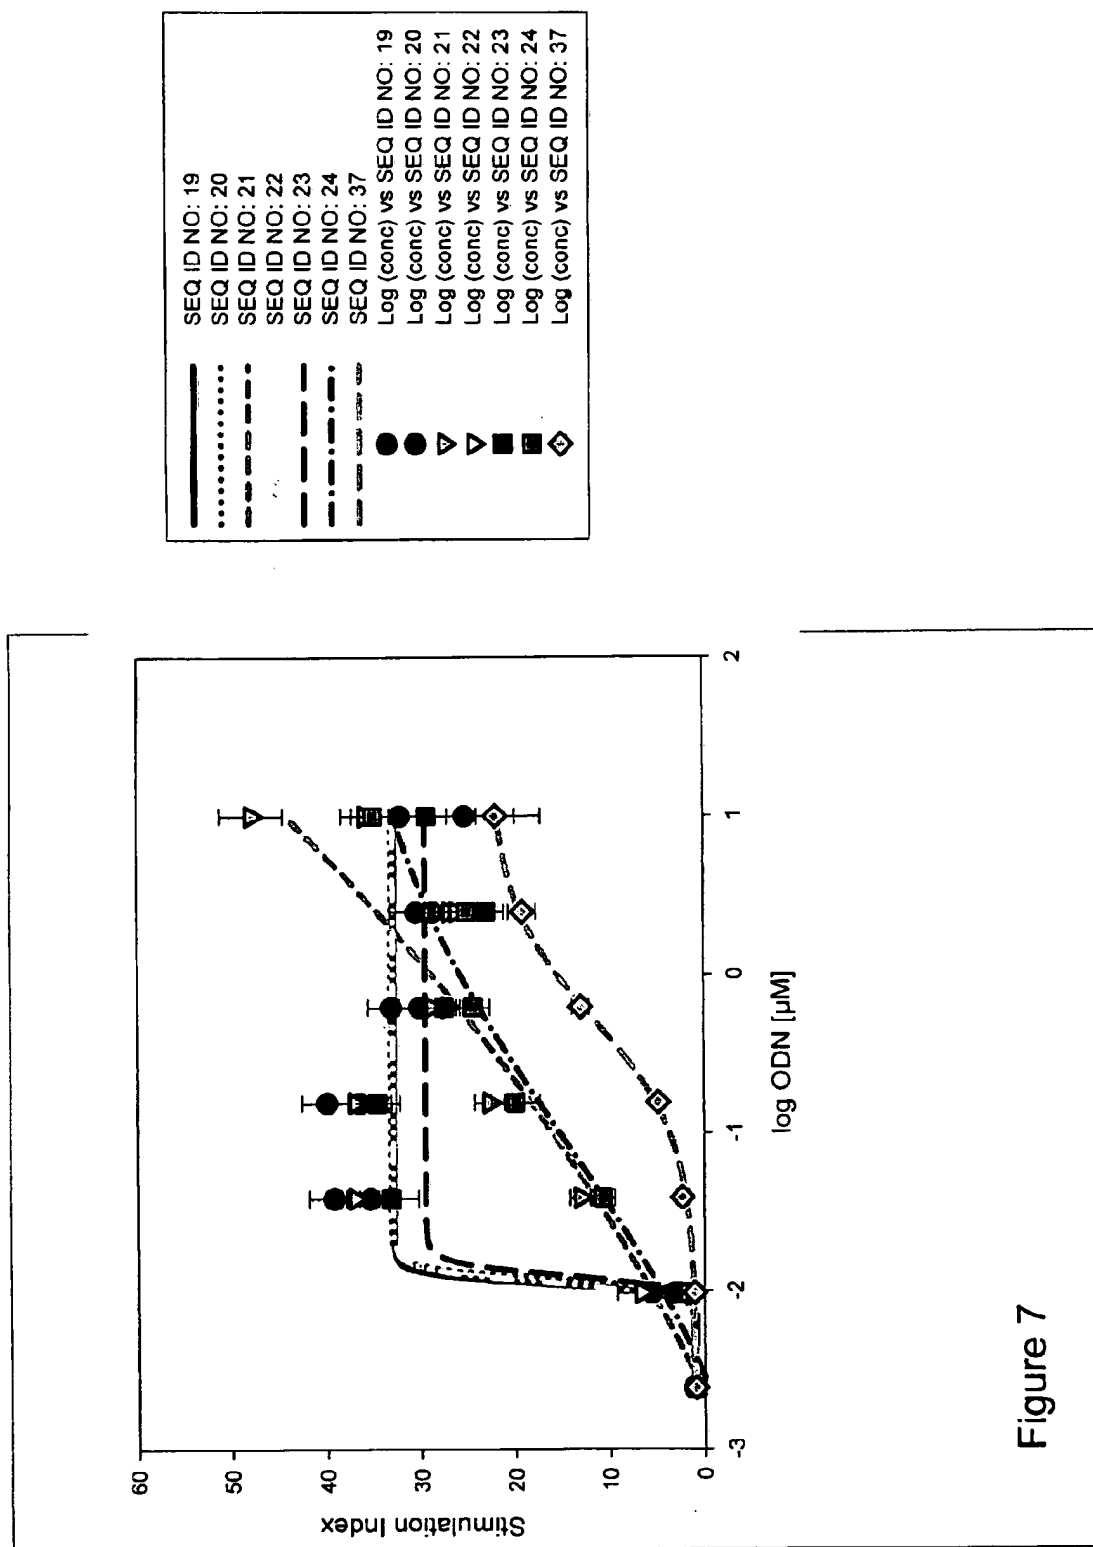 Stimulation Index
60
50
40
30
20
10
0
-3
-2
-1
0
1
2
log ODN [µM]
SEQ ID NO: 19
SEQ ID NO: 20
SEQ ID NO: 21
SEQ ID NO: 22
SEQ ID NO: 23
SEQ ID NO: 24
SEQ ID NO: 37
Log (conc) vs SEQ ID NO: 19
Log (conc) vs SEQ ID NO: 20
Log (conc) vs SEQ ID NO: 21
Log (conc) vs SEQ ID NO: 22
Log (conc) vs SEQ ID NO: 23
Log (conc) vs SEQ ID NO: 24
Log (conc) vs SEQ ID NO: 37
Figure 7